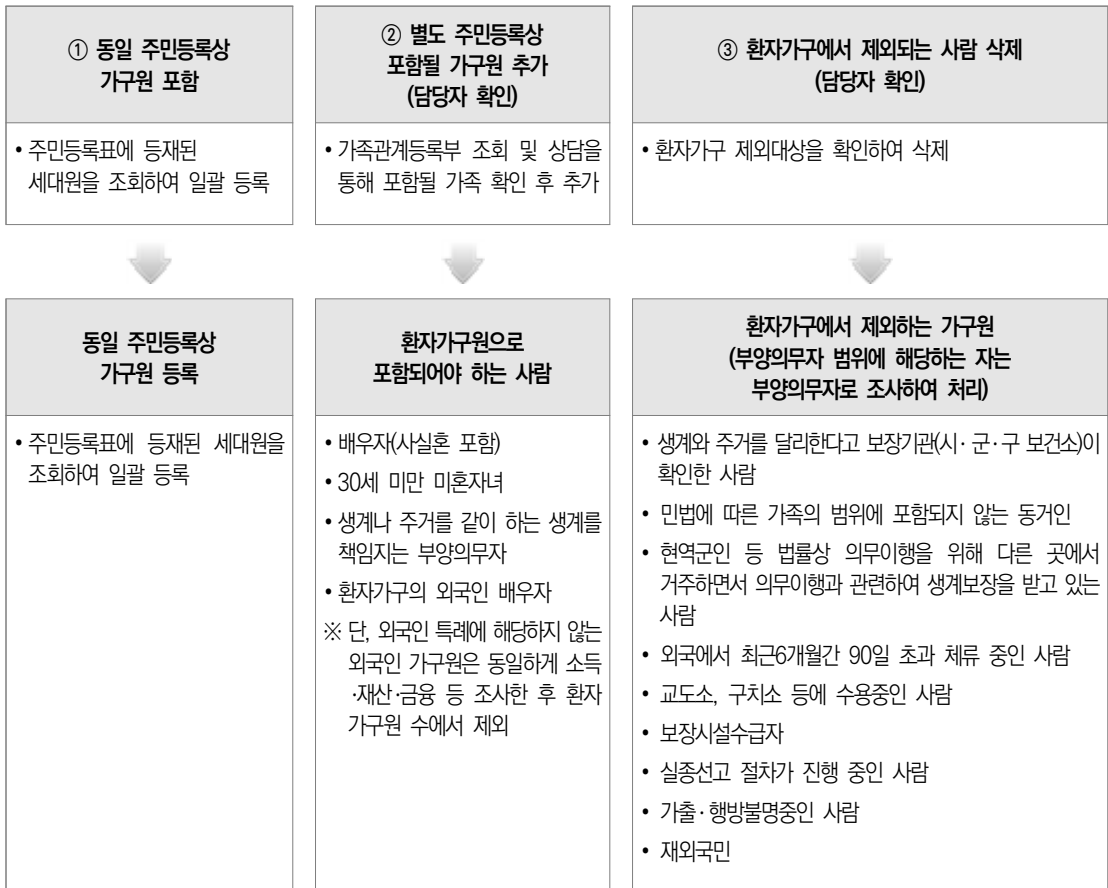 ① 동일 주민등록상
가구원 포함
• 주민등록표에 등재된
세대원을 조회하여 일괄 등록
② 별도 주민등록상
포함될 가구원 추가
(담당자 확인)
• 가족관계등록부 조회 및 상담을
통해 포함될 가족 확인 후 추가
③ 환자가구에서 제외되는 사람 삭제
(담당자 확인)
• 환자가구 제외대상을 확인하여 삭제
동일 주민등록상
가구원 등록
• 주민등록표에 등재된 세대원을
조회하여 일괄 등록
환자가구원으로
포함되어야 하는 사람
• 배우자(사실혼 포함)
• 30세 미만 미혼자녀
• 생계나 주거를 같이 하는 생계를
책임지는 부양의무자
• 환자가구의 외국인 배우자
※ 단, 외국인 특례에 해당하지 않는
외국인 가구원은 동일하게 소득
·재산·금융 등 조사한 후 환자
가구원 수에서 제외
환자가구에서 제외하는 가구원
(부양의무자 범위에 해당하는 자는
부양의무자로 조사하여 처리)
• 생계와 주거를 달리한다고 보장기관(시·군·구 보건소)이
확인한 사람
• 민법에 따른 가족의 범위에 포함되지 않는 동거인
• 현역군인 등 법률상 의무이행을 위해 다른 곳에서
거주하면서 의무이행과 관련하여 생계보장을 받고 있는
사람
• 외국에서 최근6개월간 90일 초과 체류 중인 사람
• 교도소, 구치소 등에 수용중인 사람
• 보장시설수급자
• 실종선고 절차가 진행 중인 사람
• 가출·행방불명중인 사람
• 재외국민